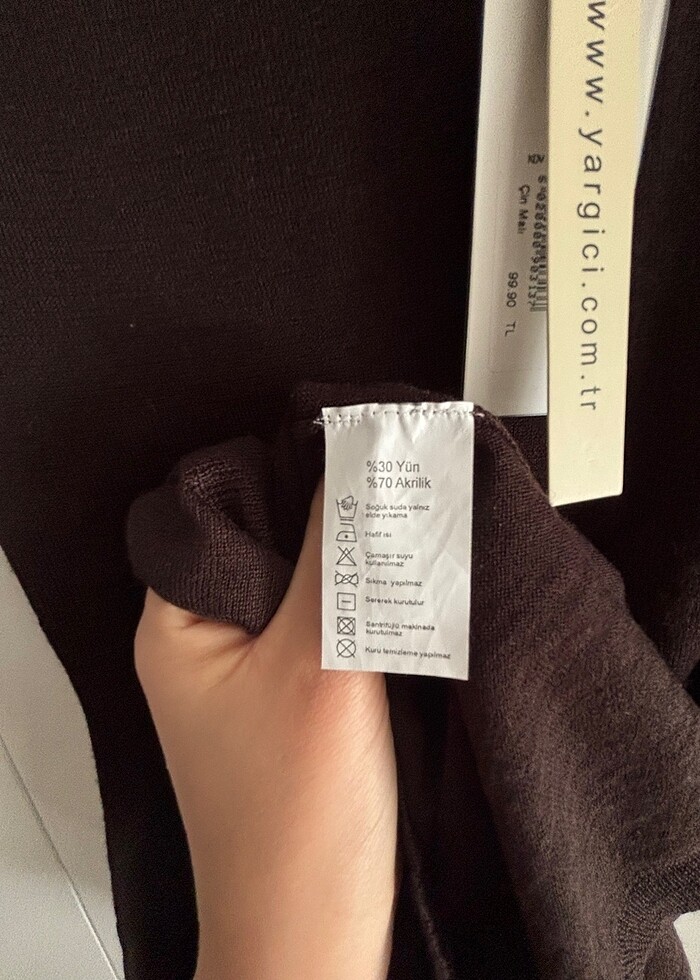 www.yargici.com.tr
KDV
Çin Malı
99.90 TL
%30 Yün
%70 Akrilik
Soğuk suda yalnız
elde yıkama
Hafif ısı
Çamaşır suyu
kullanılmaz
Sıkma yapılmaz
Sererek kurutulur
Santrifüjlü makinada
kurutulmaz
Kuru temizleme yapılmaz